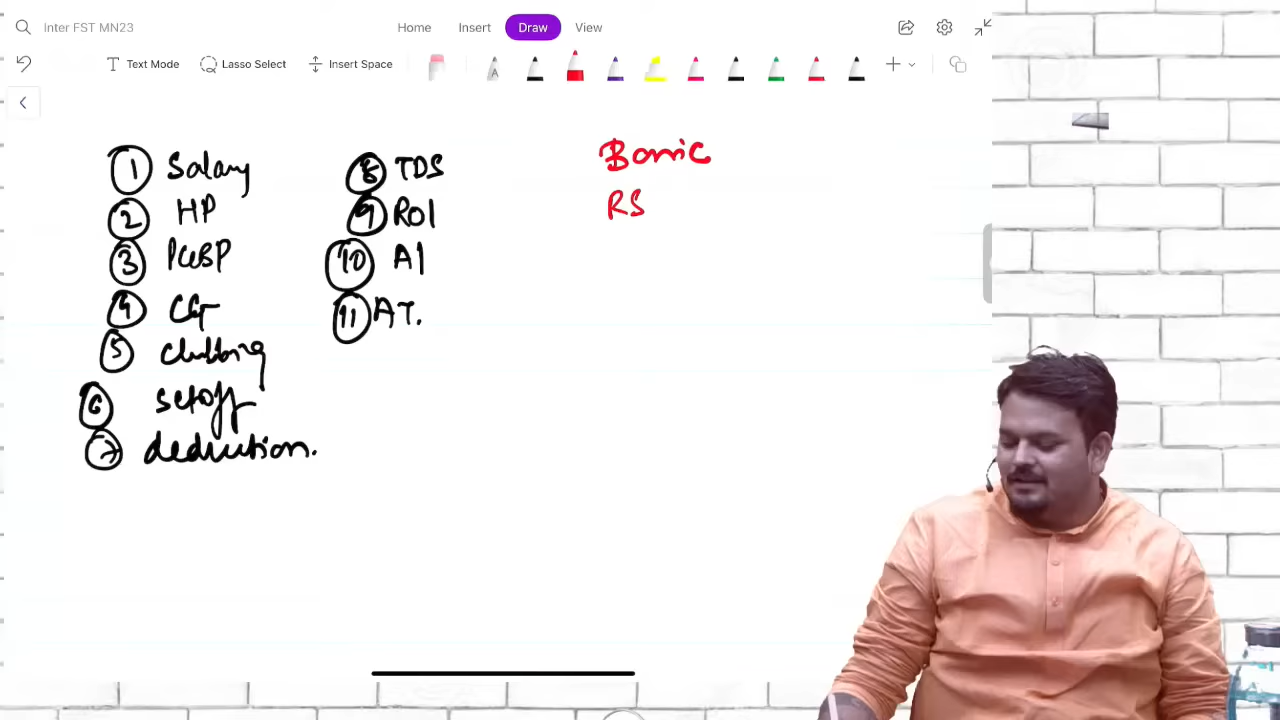 Inter FST MN23
Home Insert Draw View
Text Mode Lasso Select Insert Space
A
1 Salary
2 HP
3 PGBP
4 CG
5 Clubbing
6 Setoff
7 deduction.
8 TDS
9 ROI
10 AI
11 AT.
Basic
RS